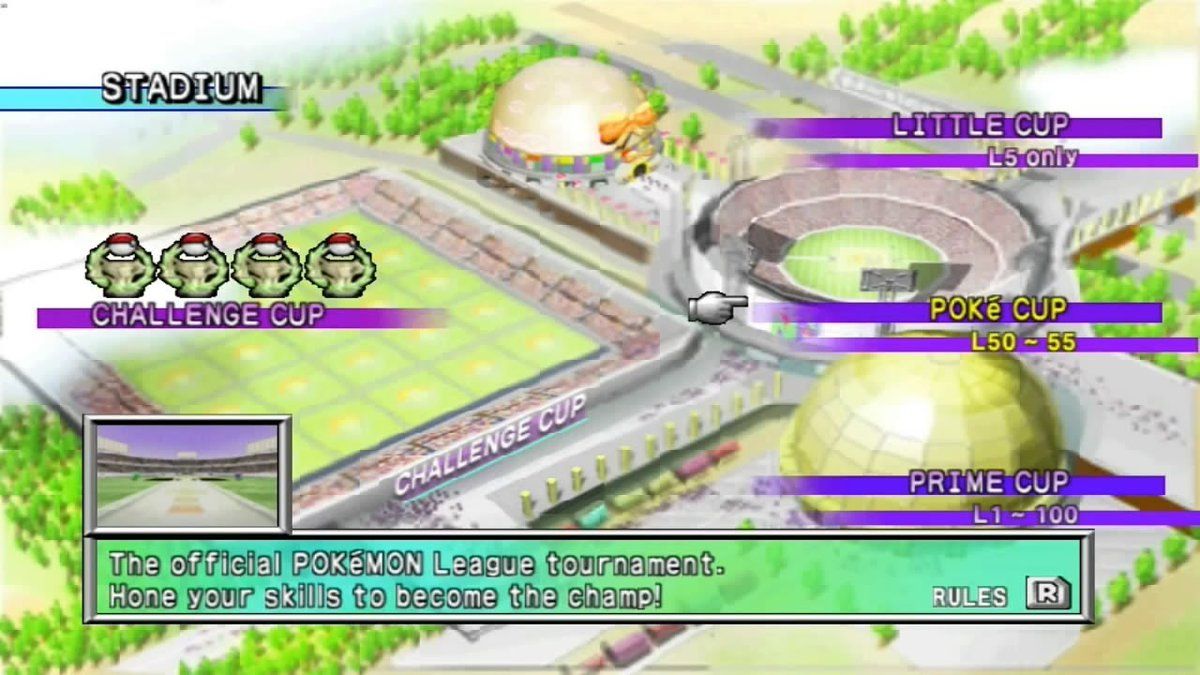 STADIUM
LITTLE CUP
L5 only
CHALLENGE CUP
POKé CUP
L50 ~ 55
CHALLENGE CUP
PRIME CUP
L1 ~ 100
The official POKéMON League tournament.
Hone your skills to become the champ!
RULES R